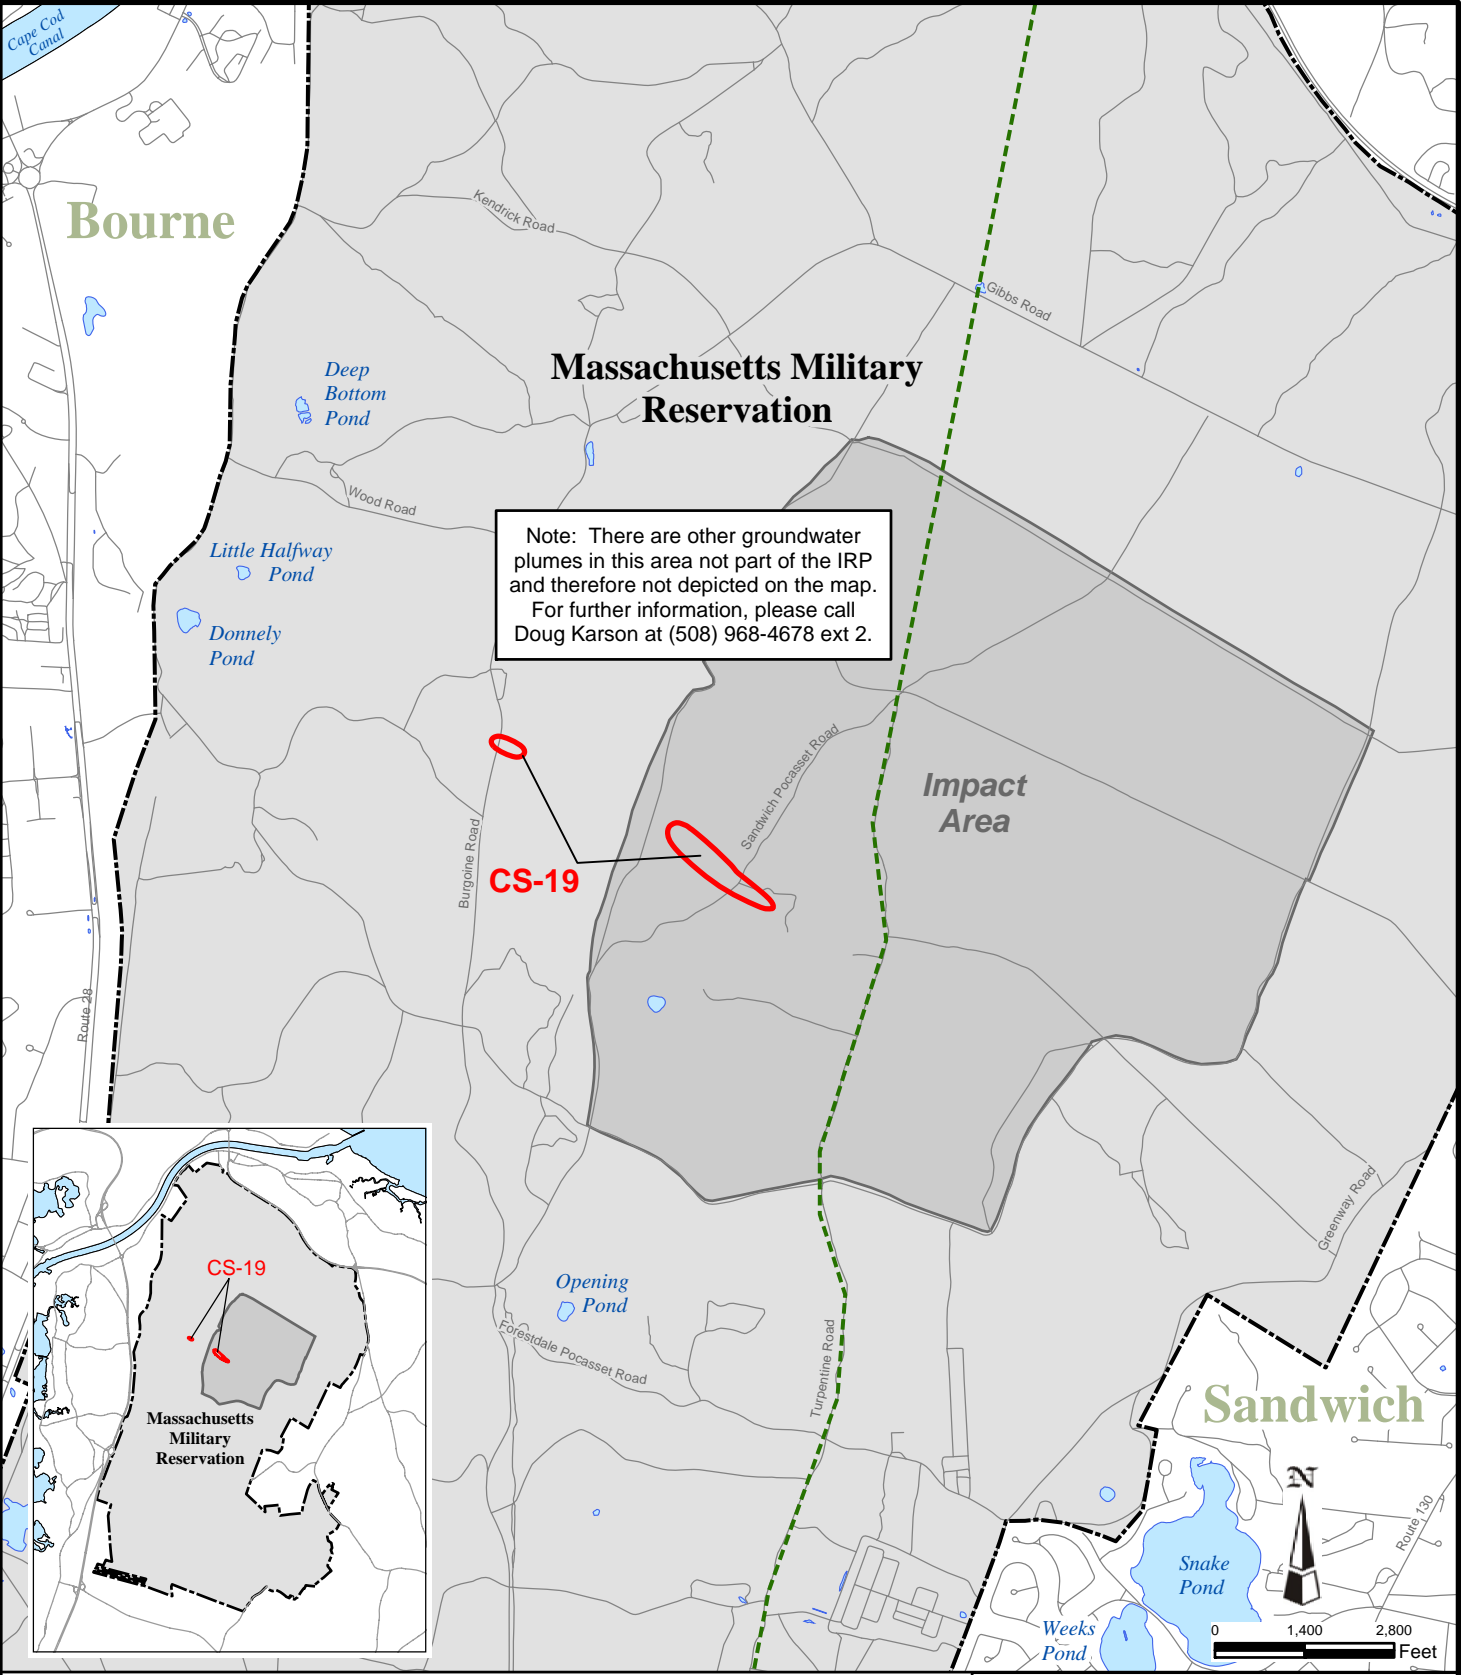 Cape Cod
Canal
Bourne
Kendrick Road
Gibbs Road
Massachusetts Military
Reservation
Deep
Bottom
Pond
Wood Road
Note: There are other groundwater
plumes in this area not part of the IRP
and therefore not depicted on the map.
For further information, please call
Doug Karson at (508) 968-4678 ext 2.
Little Halfway
Pond
Donnely
Pond
Sandwich Pocasset Road
Impact
Area
Burgoine Road
CS-19
Route 28
Greenway Road
Opening
Pond
Forestdale Pocasset Road
Turpentine Road
CS-19
Massachusetts
Military
Reservation
Sandwich
N
Route 130
Snake
Pond
Weeks
Pond
0 1,400 2,800
Feet